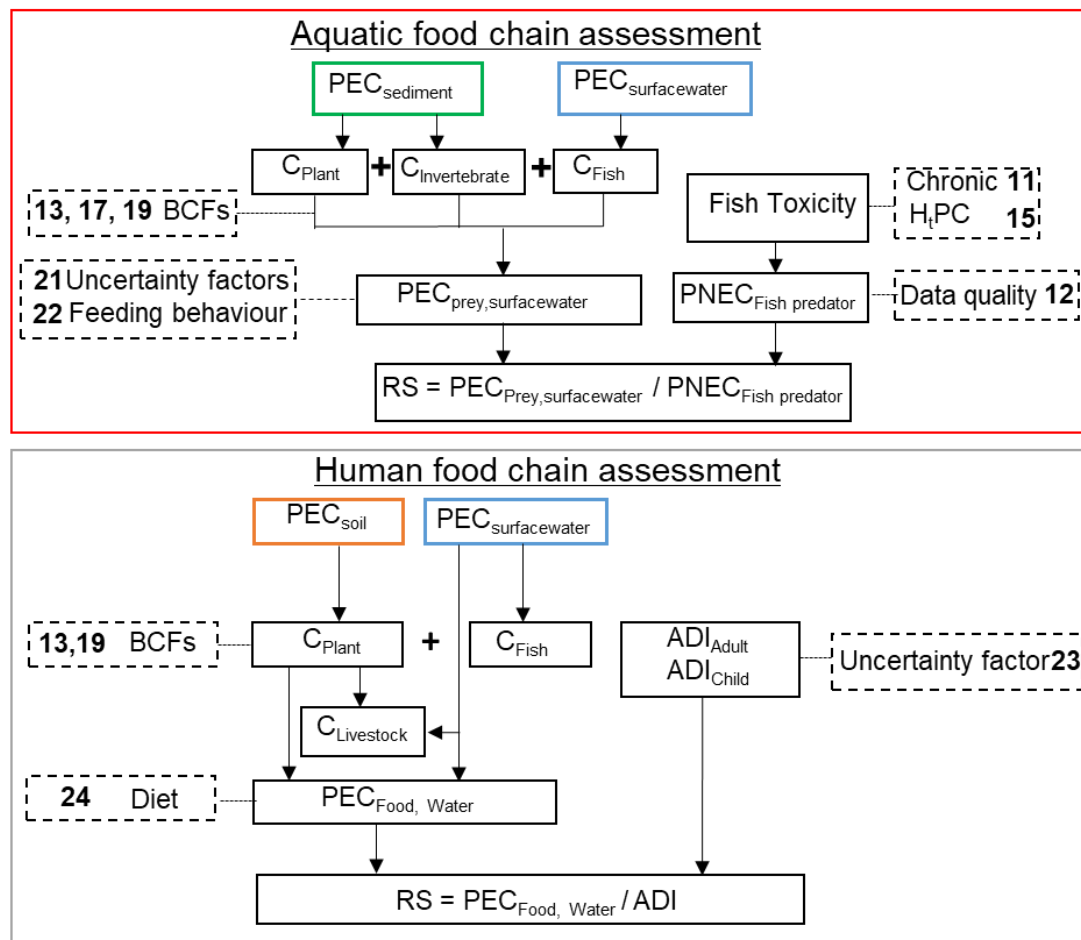 Aquatic food chain assessment
PECsediment
PECsurfacewater
CPlant + CInvertebrate + CFish
13, 17, 19 BCFs
Fish Toxicity
Chronic 11
HtPC 15
21 Uncertainty factors
22 Feeding behaviour
PECprey,surfacewater
PNECFish predator
Data quality 12
RS = PECPrey,surfacewater / PNECFish predator
Human food chain assessment
PECsoil
PECsurfacewater
13,19 BCFs
CPlant + CFish
ADIAdult
ADIChild
Uncertainty factor 23
CLivestock
24 Diet
PECFood, Water
RS = PECFood, Water / ADI